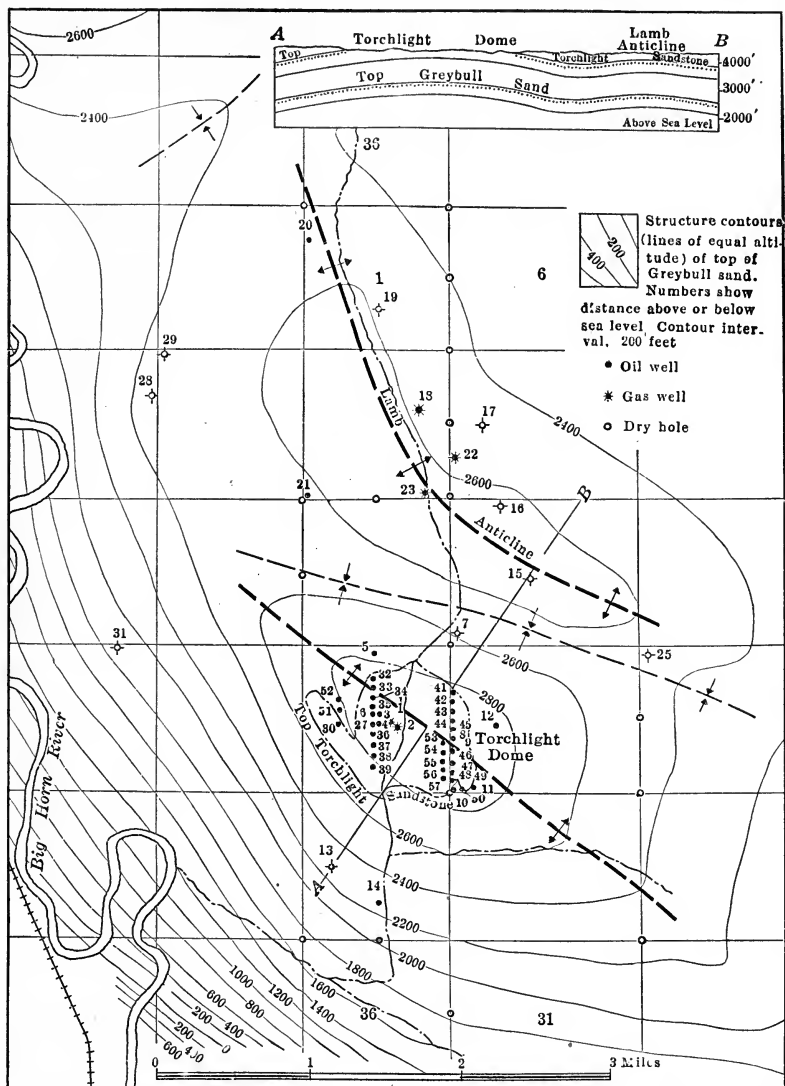 2600
A
Torchlight Dome
Lamb
Anticline
B
Top
Torchlight Sandstone
4000'
Top Greybull Sand
3000'
2000'
Above Sea Level
2400
36
20
1
6
19
Structure contours
(lines of equal alti-
tude) of top of
Greybull sand.
Numbers show
distance above or below
sea level Contour inter-
val, 200 feet
200
400
Oil well
Gas well
Dry hole
29
28
18
17
Lamb
2400
22
2600
21
23
16
B
Anticline
15
31
7
25
5
2600
2800
32
33
34
52
51
80
35
6
3
1
27
4
2
36
37
38
39
41
42
43
44
45
9
53
54
46
55
47
56
48
49
57
11
10
12
Torchlight
Dome
Top Torchlight
Sandstone
2600
Big Horn River
13
A
14
2400
2200
2000
1800
1600
1400
1200
1000
800
600
400
200
0
200
400
600
36
31
0
1
2
3 Miles